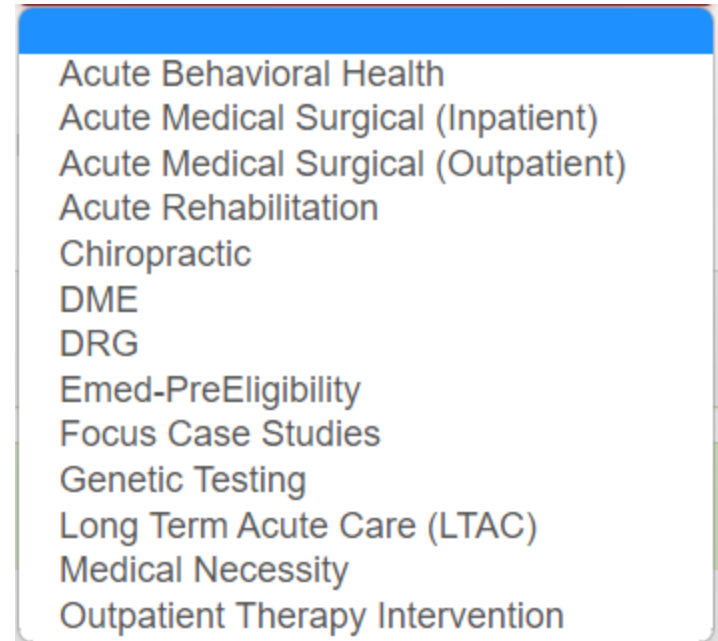 Acute Behavioral Health
Acute Medical Surgical (Inpatient)
Acute Medical Surgical (Outpatient)
Acute Rehabilitation
Chiropractic
DME
DRG
Emed-PreEligibility
Focus Case Studies
Genetic Testing
Long Term Acute Care (LTAC)
Medical Necessity
Outpatient Therapy Intervention